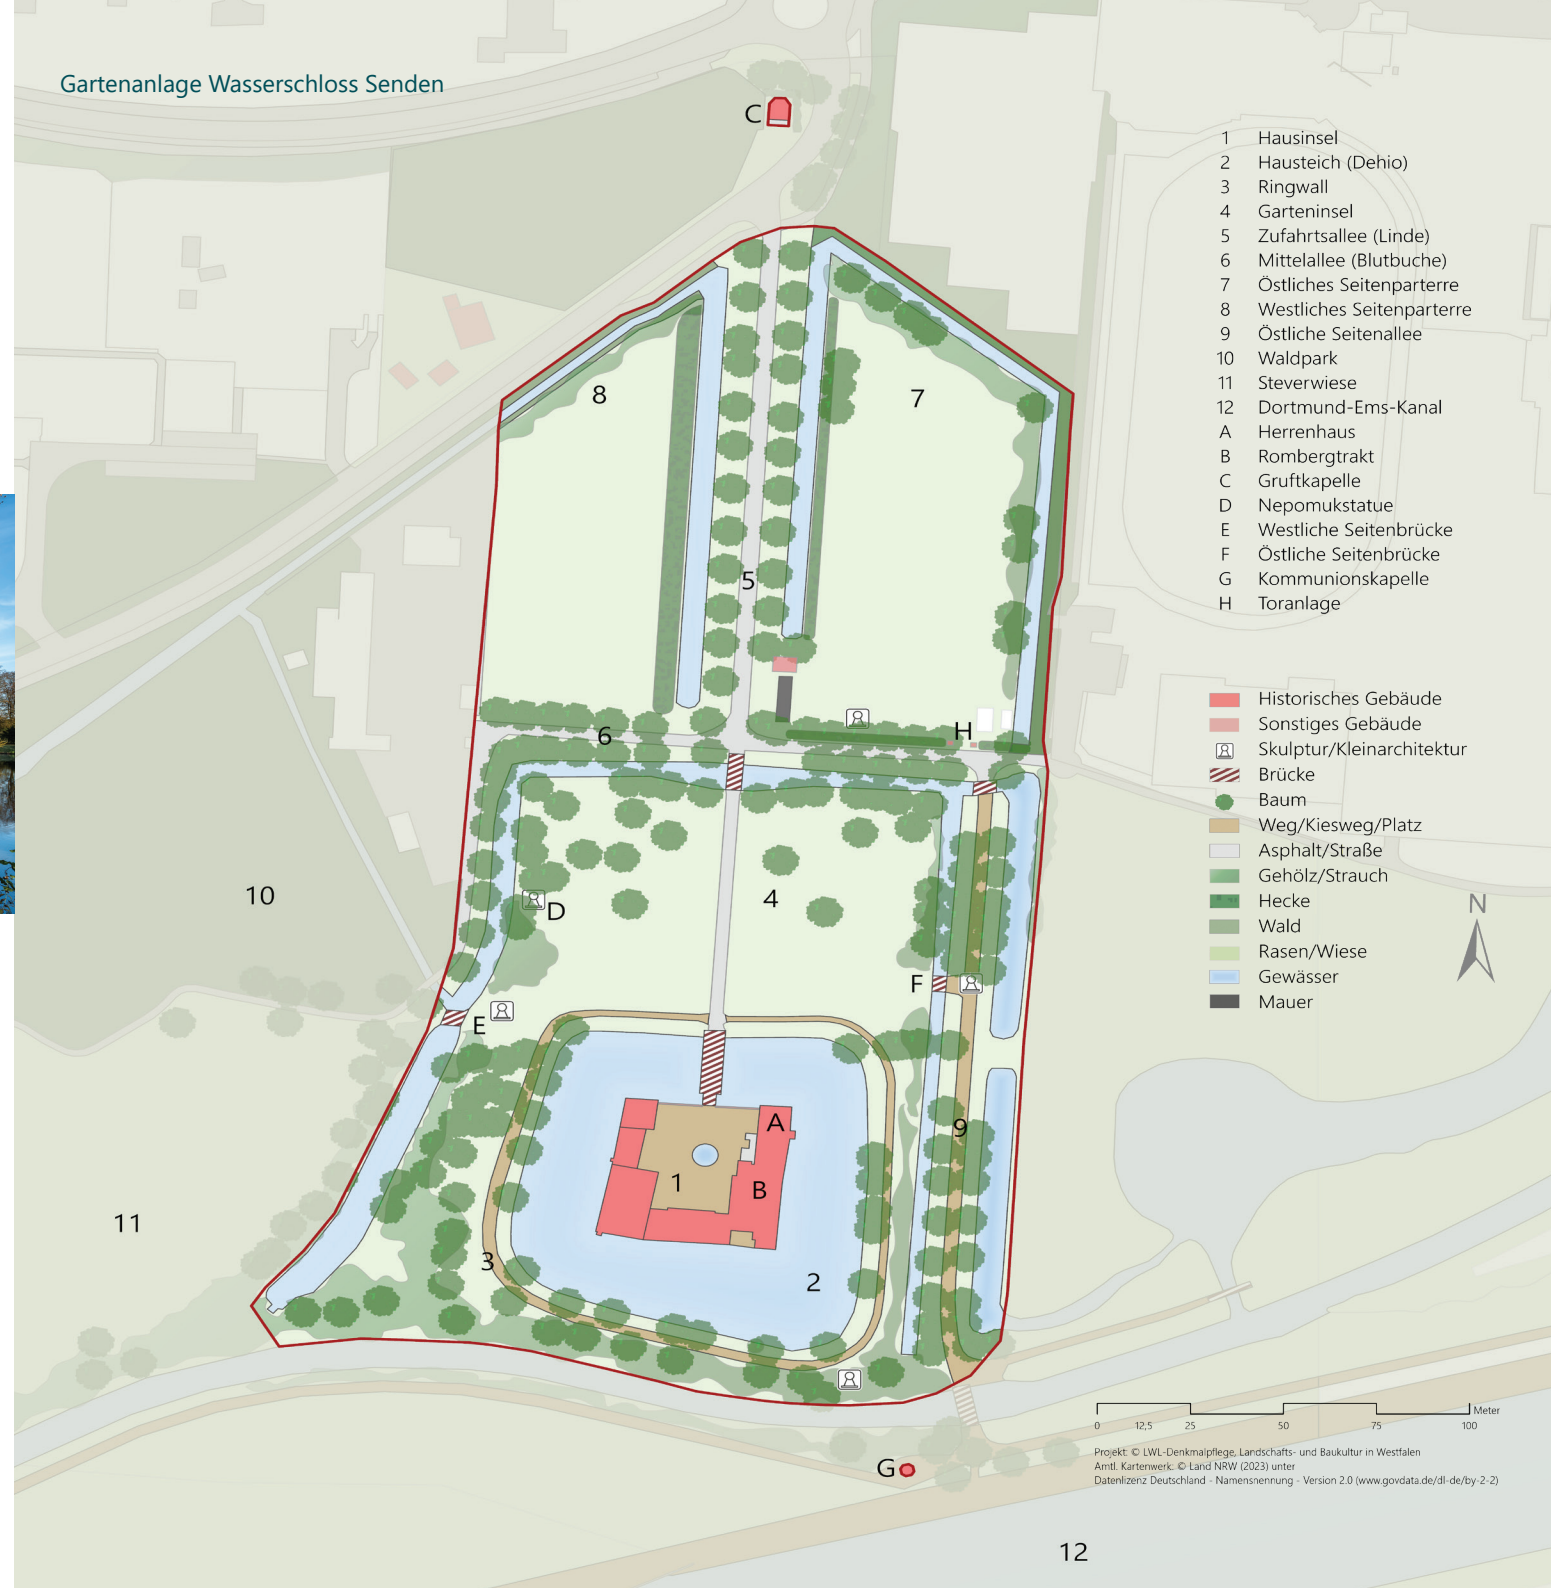 Gartenanlage Wasserschloss Senden
C
1 Hausinsel
2 Hausteich (Dehio)
3 Ringwall
4 Garteninsel
5 Zufahrtsallee (Linde)
6 Mittelallee (Blutbuche)
7 Östliches Seitenparterre
8 Westliches Seitenparterre
9 Östliche Seitenallee
10 Waldpark
11 Steverwiese
12 Dortmund-Ems-Kanal
A Herrenhaus
B Rombergtrakt
C Gruftkapelle
D Nepomukstatue
E Westliche Seitenbrücke
F Östliche Seitenbrücke
G Kommunionskapelle
H Toranlage
Historisches Gebäude
Sonstiges Gebäude
Skulptur/Kleinarchitektur
Brücke
Baum
Weg/Kiesweg/Platz
Asphalt/Straße
Gehölz/Strauch
Hecke
Wald
Rasen/Wiese
Gewässer
Mauer
8
7
5
6
H
10
4
D
N
F
E
A
9
1
B
11
3
2
G
12
0 12,5 25 50 75 100 Meter
Projekt: © LWL-Denkmalpflege, Landschafts- und Baukultur in Westfalen
Amtl. Kartenwerk: © Land NRW (2023) unter
Datenlizenz Deutschland - Namensnennung - Version 2.0 (www.govdata.de/dl-de/by-2-2)